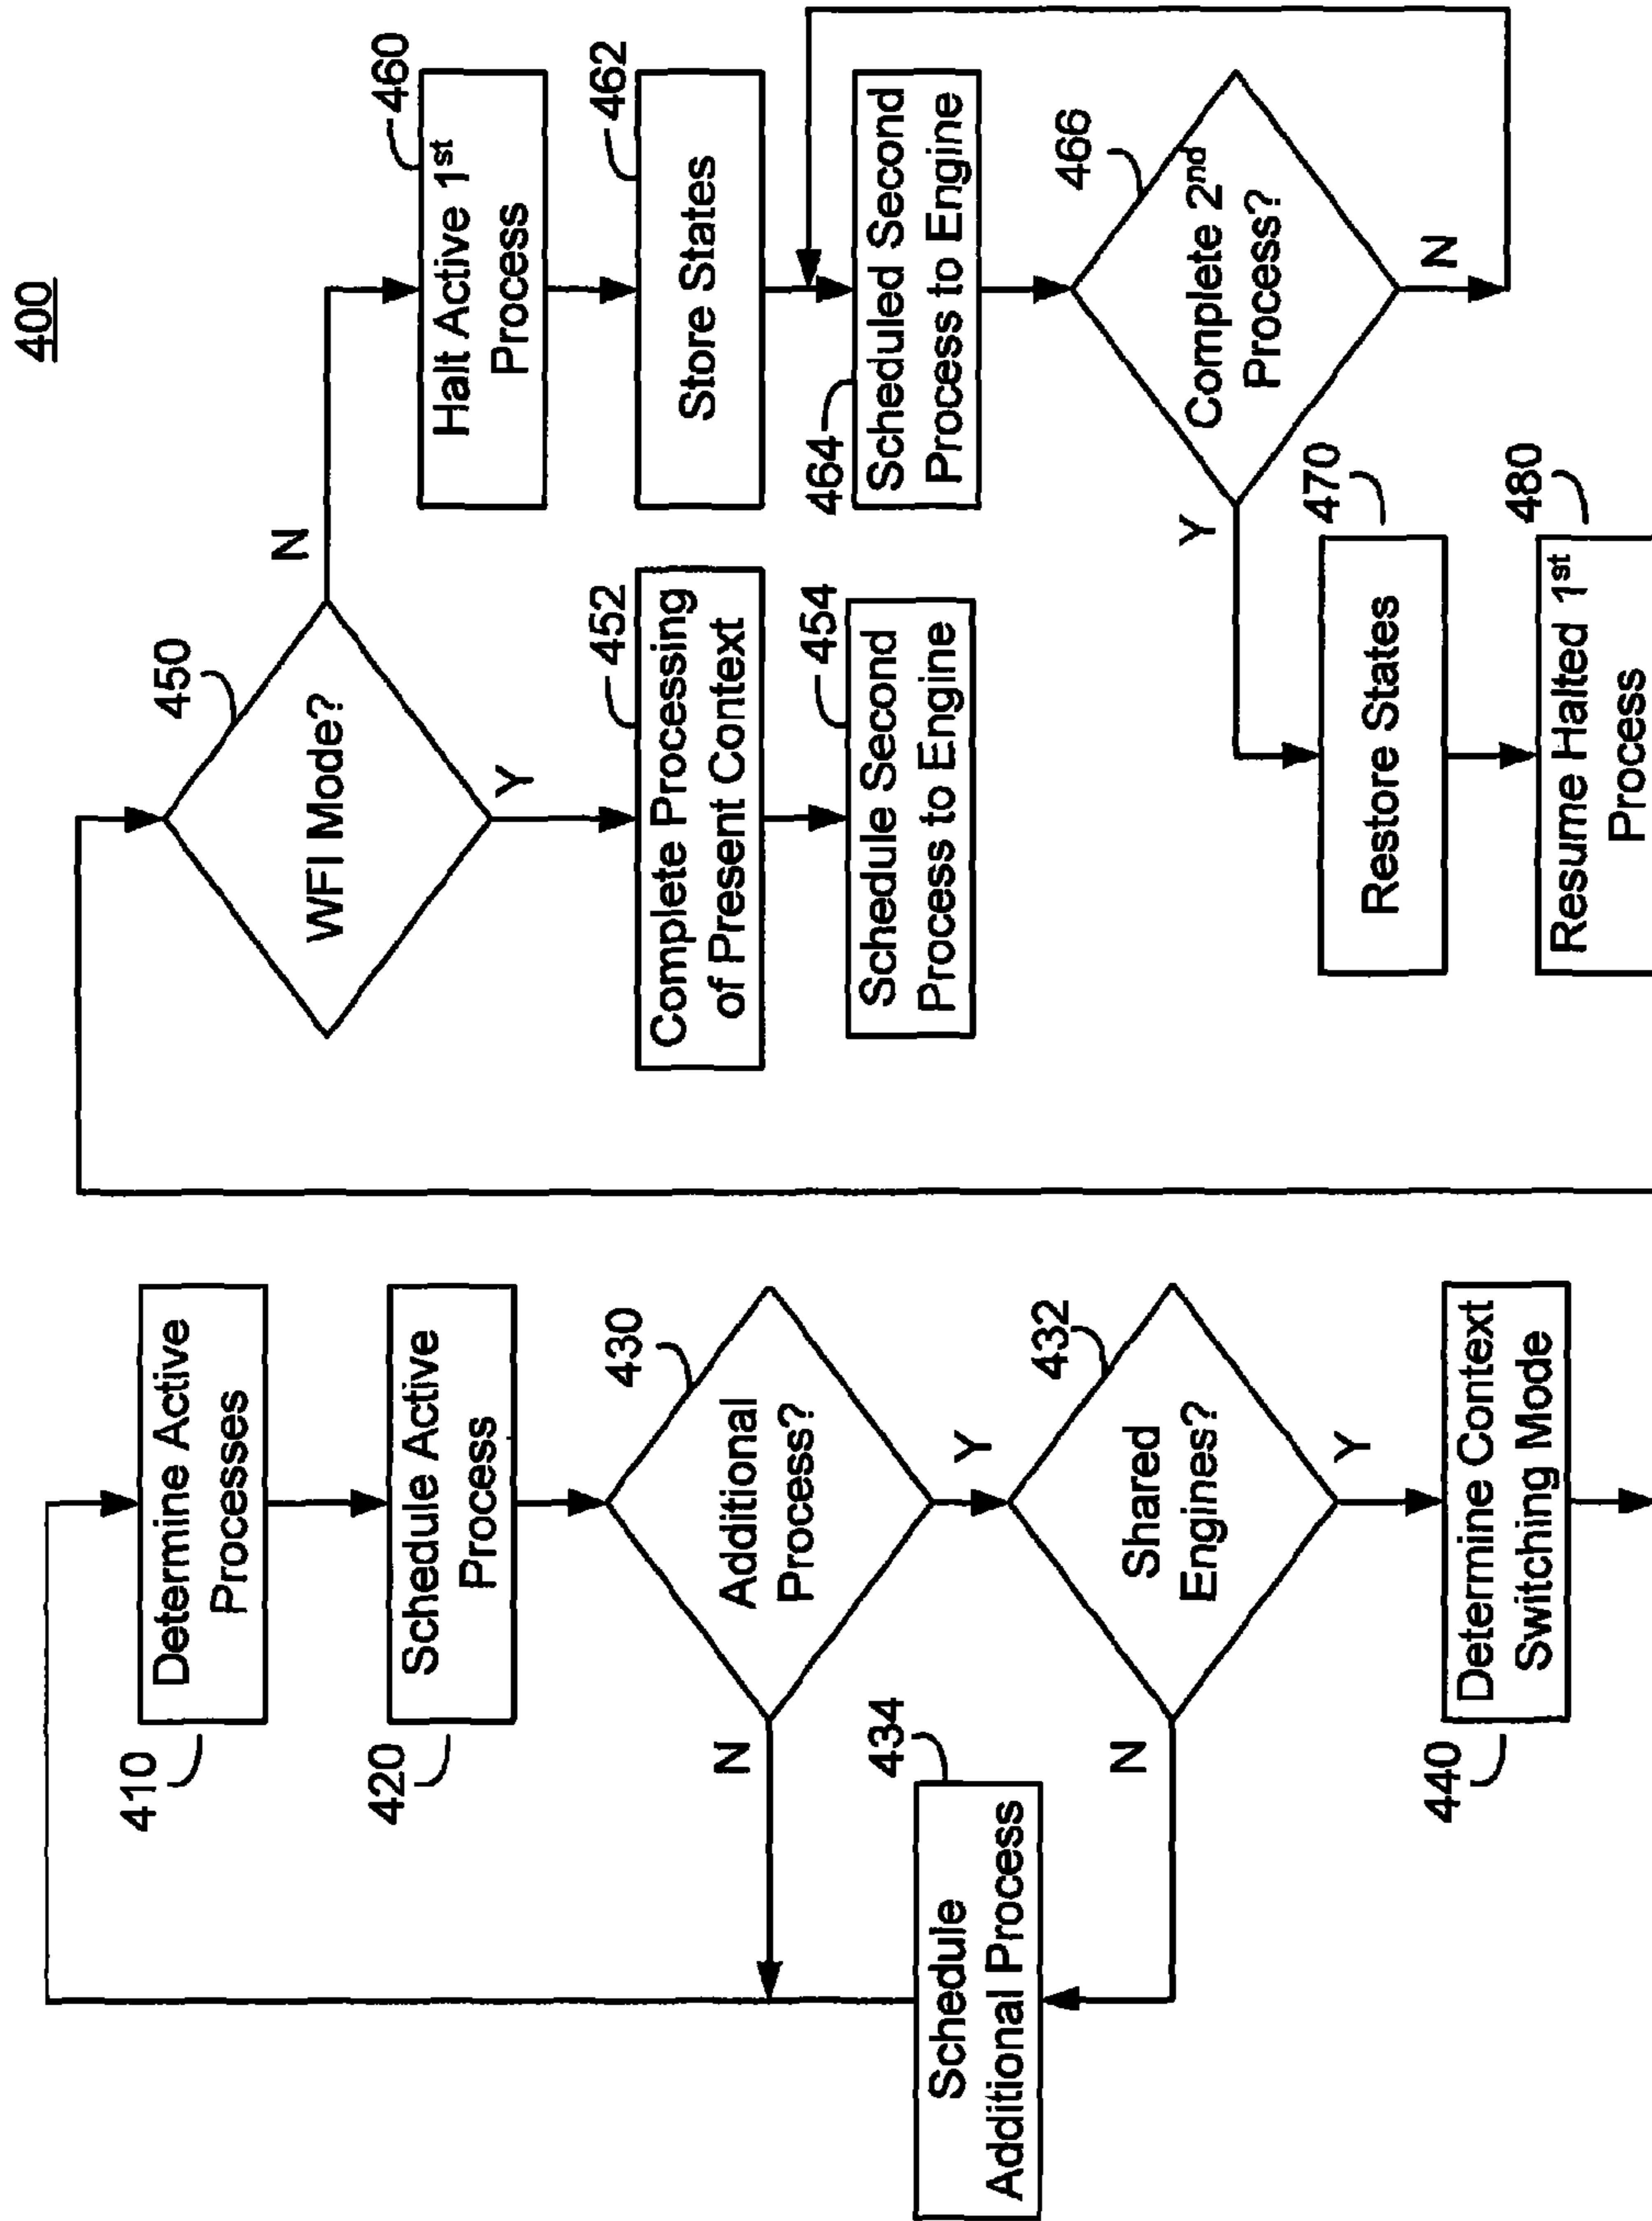 400
410
Determine Active
Processes
420
Schedule Active
Process
430
Additional
Process?
N
Y
432
Shared
Engines?
N
Y
434
Schedule
Additional Process
440
Determine Context
Switching Mode
450
WFI Mode?
N
Y
452
Complete Processing
of Present Context
454
Schedule Second
Process to Engine
460
Halt Active 1st
Process
462
Store States
464
Scheduled Second
Process to Engine
466
Complete 2nd
Process?
Y
N
470
Restore States
480
Resume Halted 1st
Process